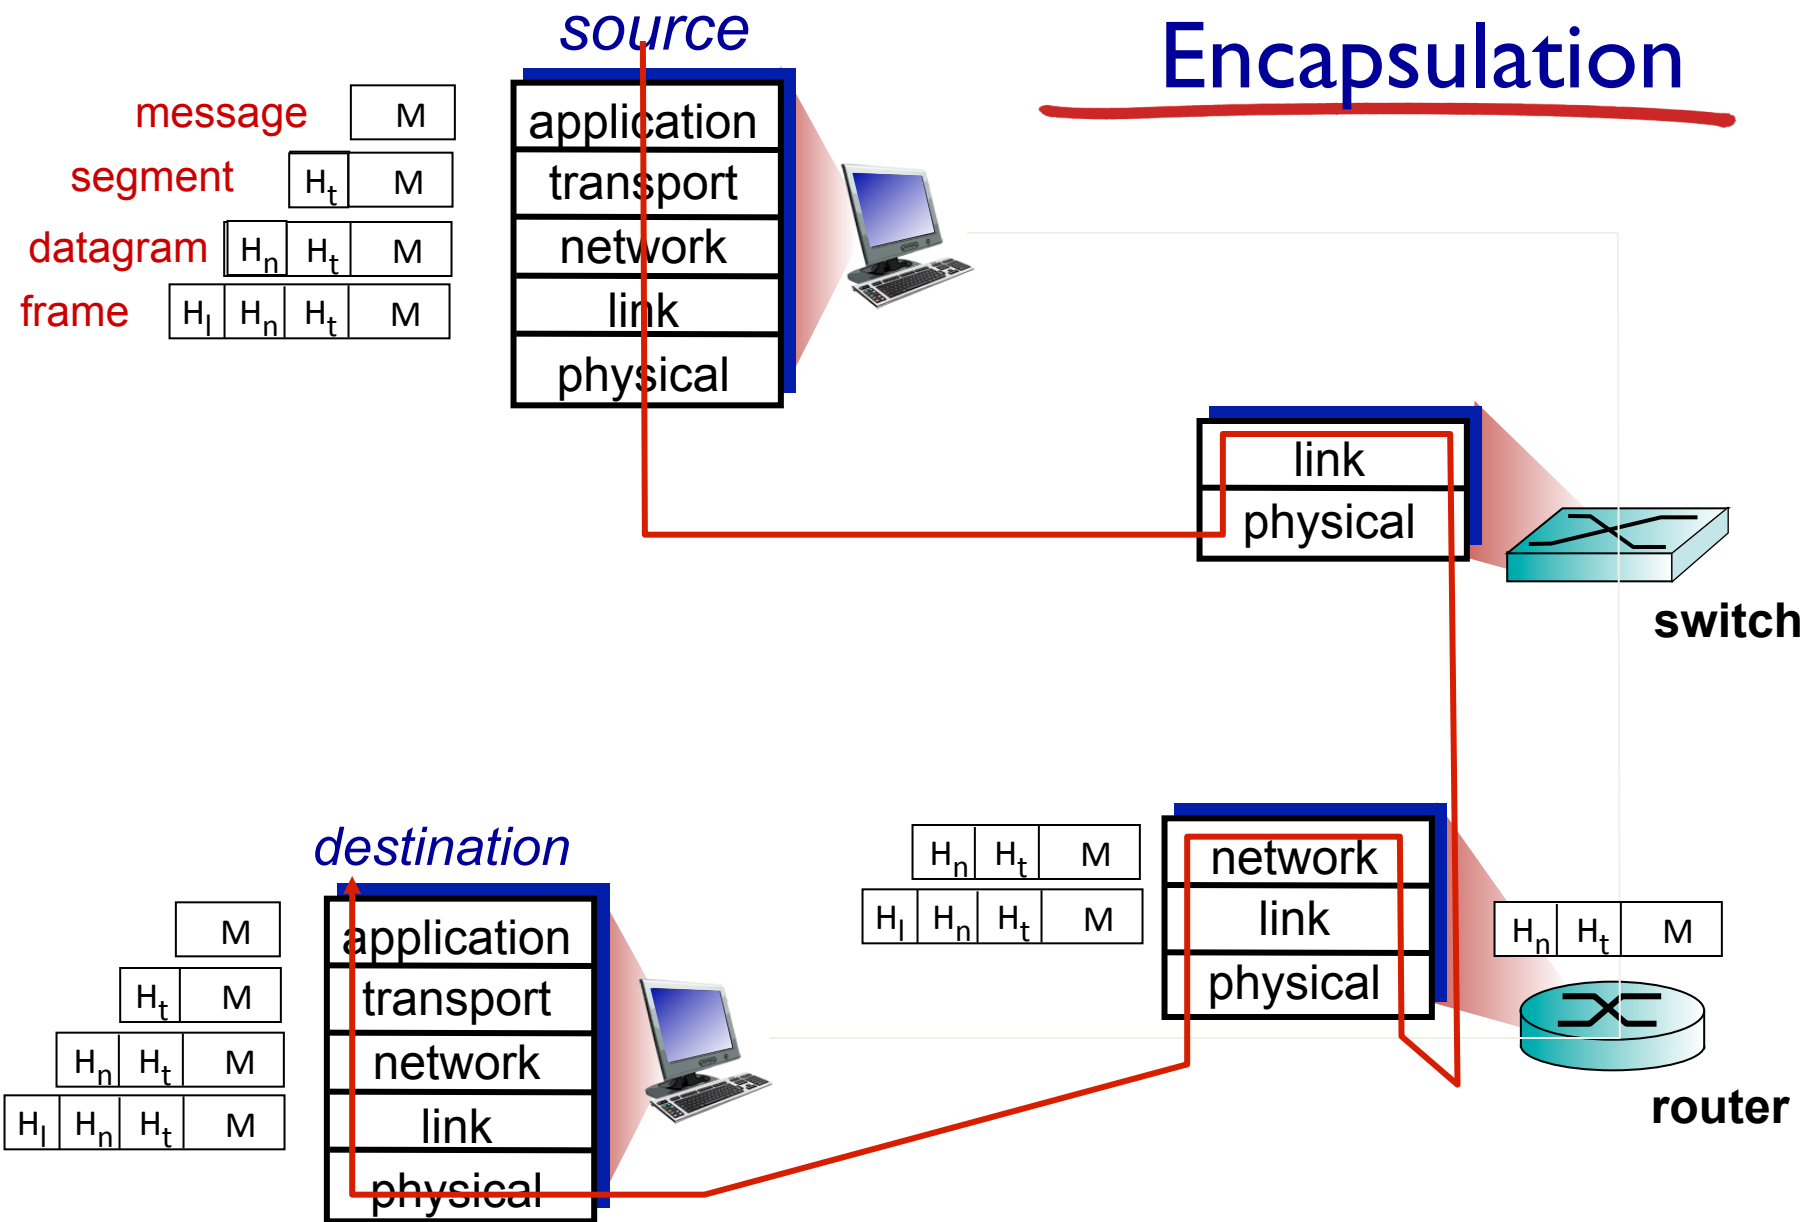 source
Encapsulation
message M
segment Ht M
datagram Hn Ht M
frame Hl Hn Ht M
application
transport
network
link
physical
link
physical
switch
destination
M
Ht M
Hn Ht M
Hl Hn Ht M
application
transport
network
link
physical
Hn Ht M
Hl Hn Ht M
network
link
physical
Hn Ht M
router